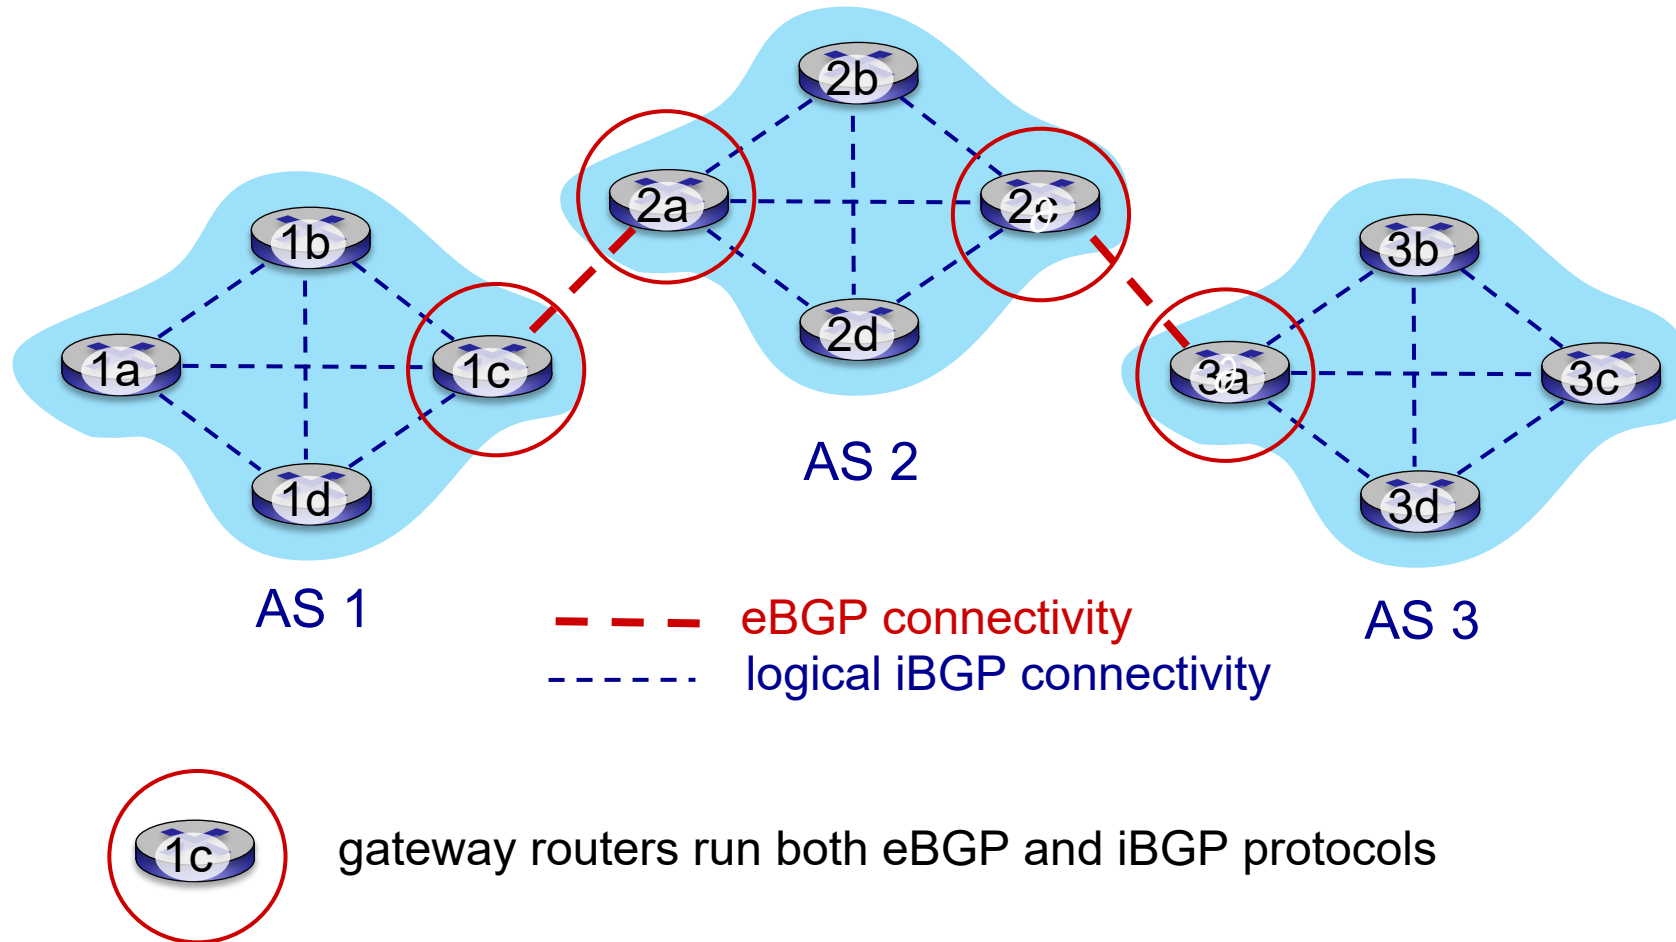 2b
2a
2c
1b
3b
2d
1a
1c
3a
3c
AS 2
1d
3d
AS 1
eBGP connectivity
AS 3
logical iBGP connectivity
1c
gateway routers run both eBGP and iBGP protocols